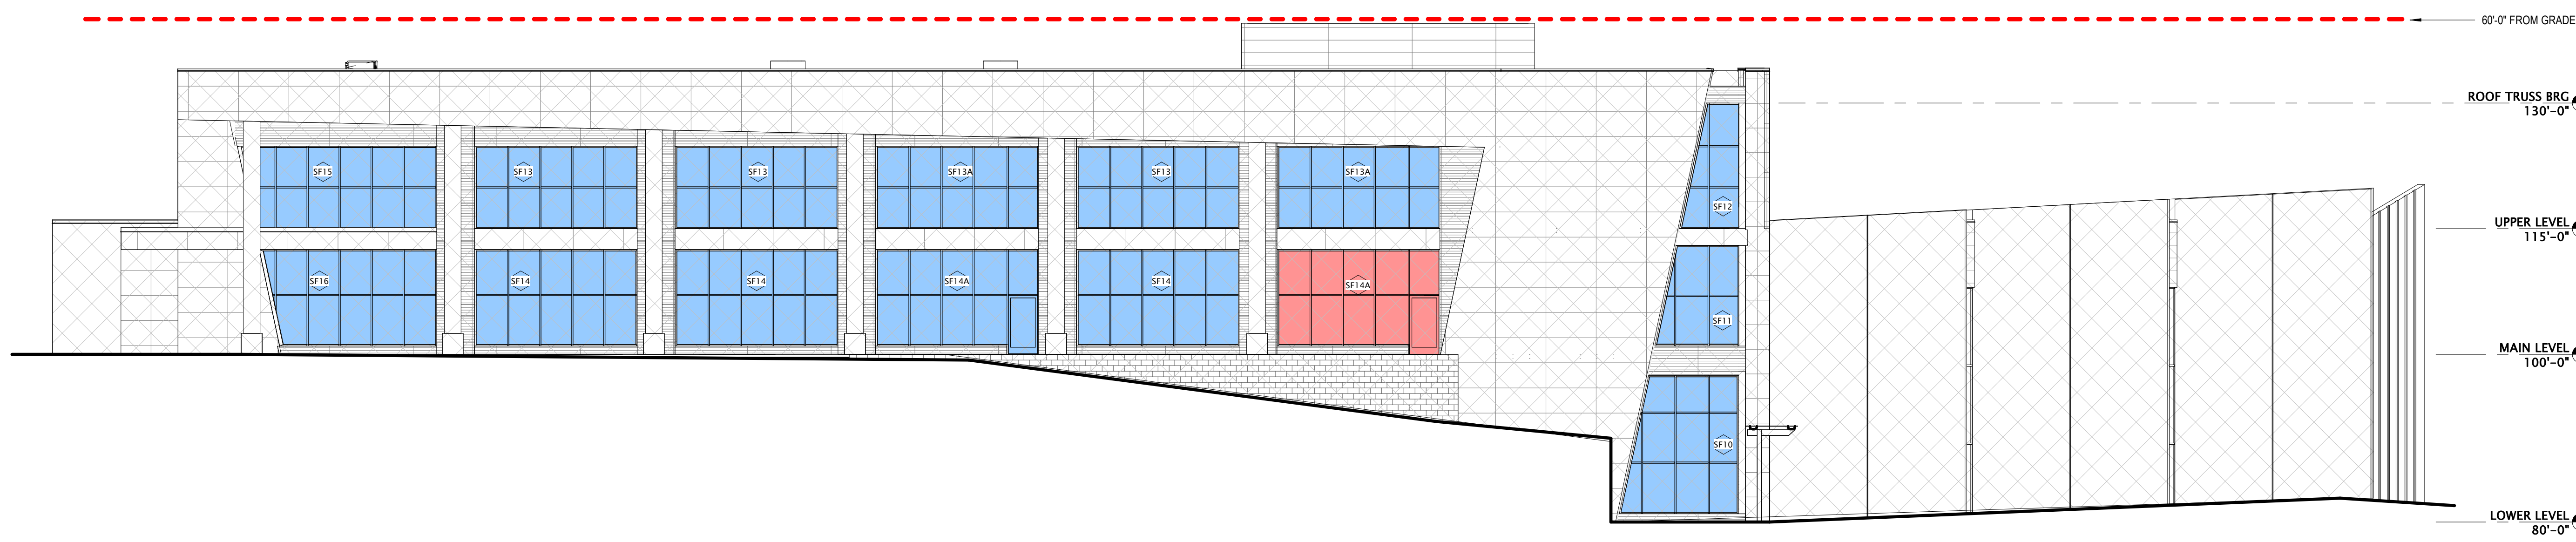 60'-0" FROM GRADE
ROOF TRUSS BRG
130'-0"
SF15
SF13
SF13
SF13A
SF13
SF13A
SF12
UPPER LEVEL
115'-0"
SF16
SF14
SF14
SF14A
SF14
SF14A
SF11
MAIN LEVEL
100'-0"
SF10
LOWER LEVEL
80'-0"